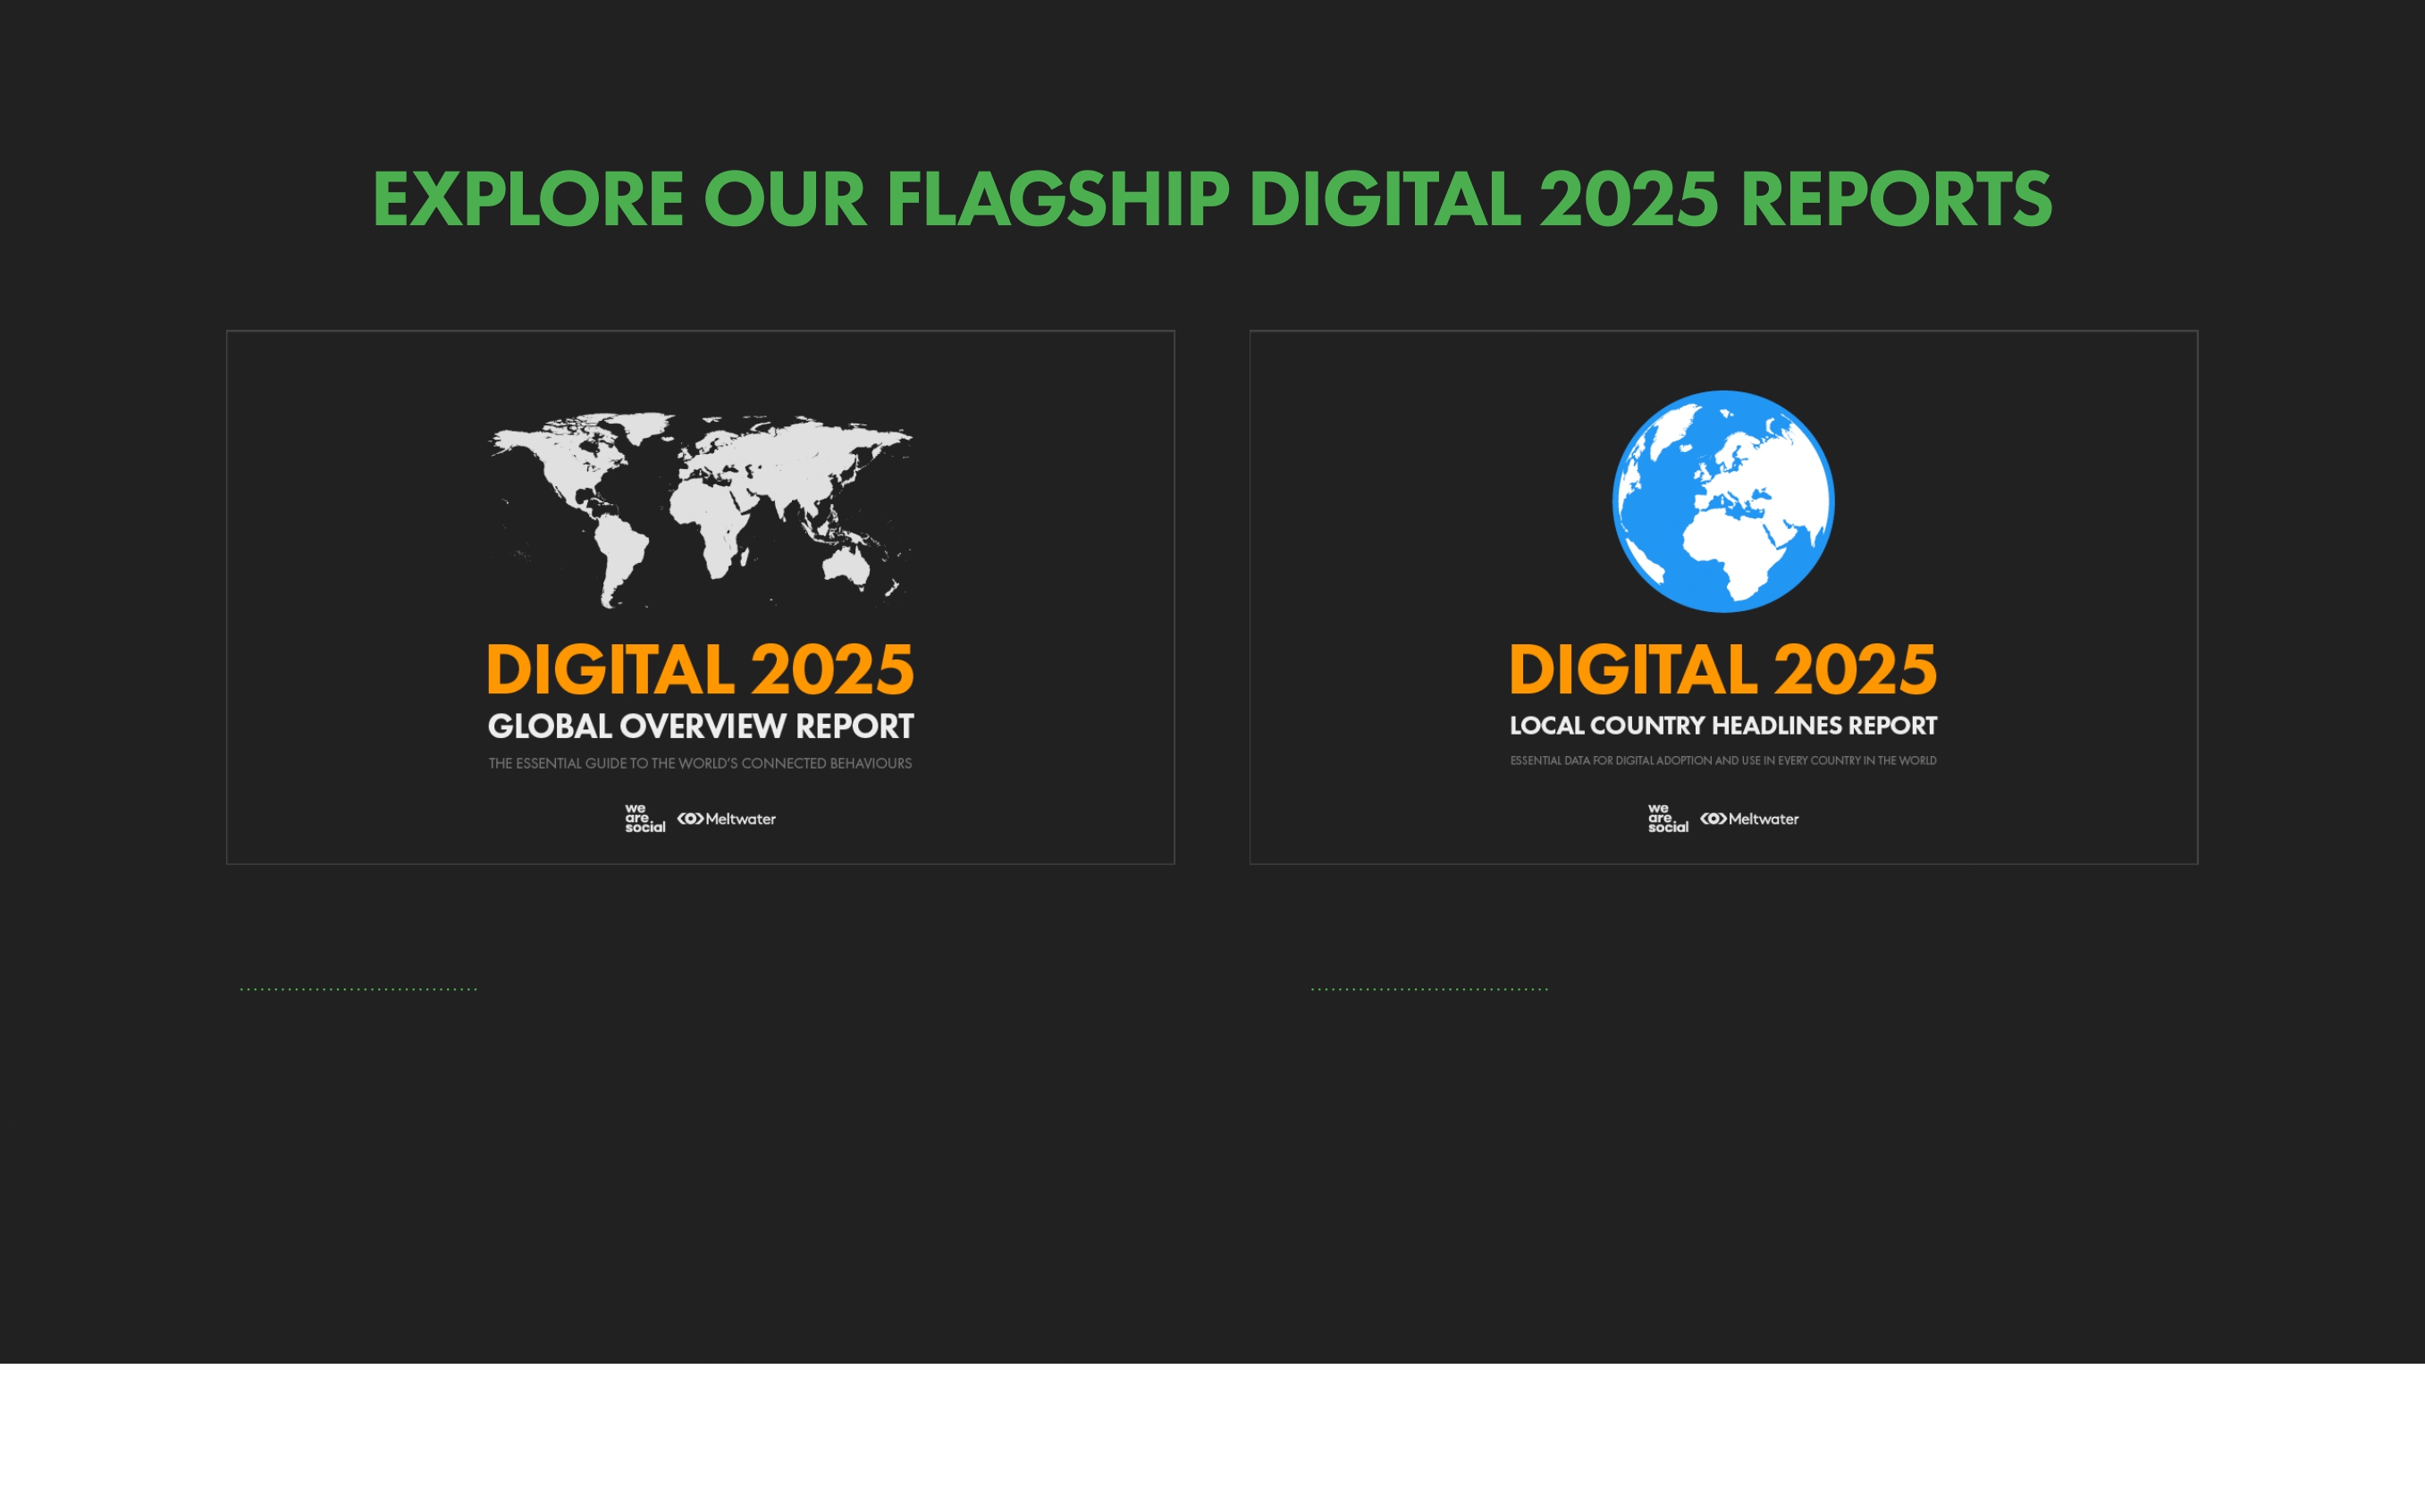 EXPLORE OUR FLAGSHIP DIGITAL 2025 REPORTS
DIGITAL 2025
GLOBAL OVERVIEW REPORT
THE ESSENTIAL GUIDE TO THE WORLD’S CONNECTED BEHAVIOURS
we
are
social
Meltwater
DIGITAL 2025
LOCAL COUNTRY HEADLINES REPORT
ESSENTIAL DATA FOR DIGITAL ADOPTION AND USE IN EVERY COUNTRY IN THE WORLD
we
are
social
Meltwater